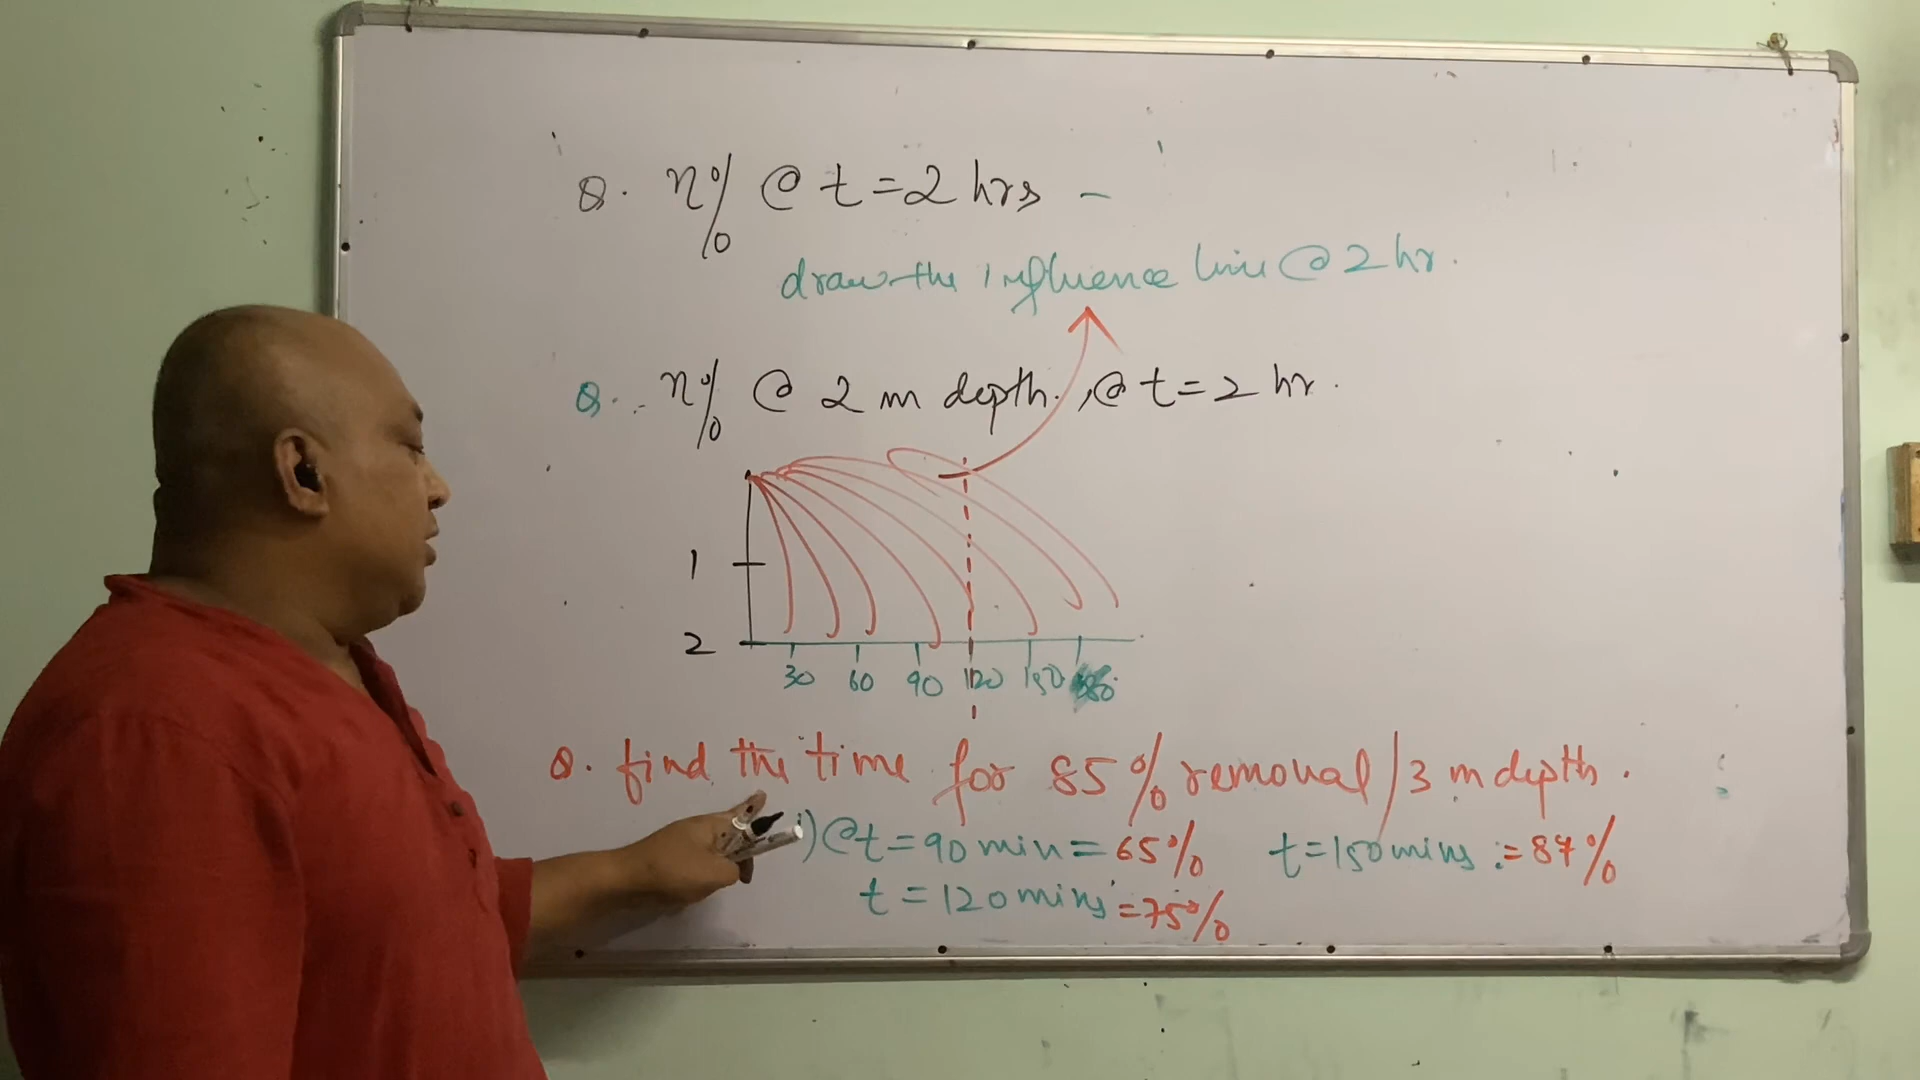 Q. η% @ t = 2 hrs -
draw the influence line @ 2 hr.
Q. η% @ 2 m depth., @ t = 2 hr.
1
2
30 60 90 120 150
Q. find the time for 85% removal / 3 m depth.
i) @t = 90 min = 65% t = 150 mins := 87%
t = 120 mins = 75%